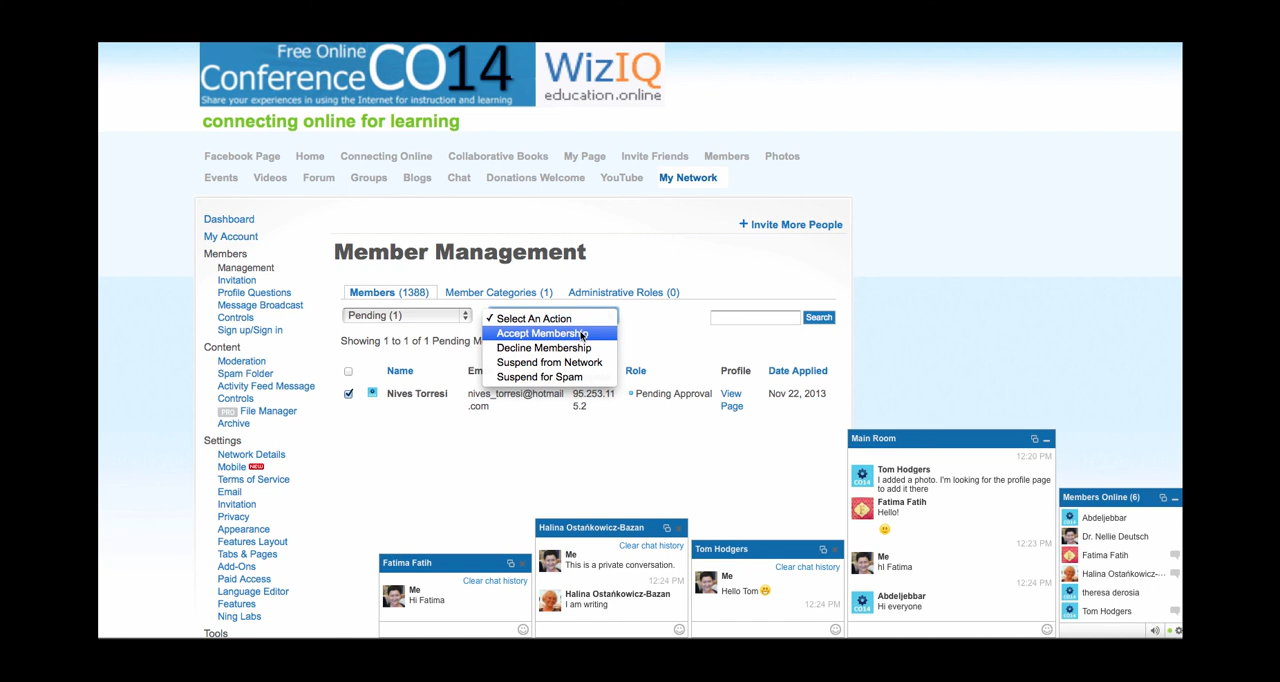 Free Online
Conference CO14
Share your experiences in using the Internet for instruction and learning
WizIQ
education.online
connecting online for learning
Facebook Page Home Connecting Online Collaborative Books My Page Invite Friends Members Photos
Events Videos Forum Groups Blogs Chat Donations Welcome YouTube My Network
Dashboard
My Account
Members
Management
Invitation
Profile Questions
Message Broadcast
Controls
Sign up/Sign in
Content
Moderation
Spam Folder
Activity Feed Message
Controls
PRO File Manager
Archive
Settings
Network Details
Mobile NEW
Terms of Service
Email
Invitation
Privacy
Appearance
Features Layout
Tabs & Pages
Add-Ons
Paid Access
Language Editor
Features
Ning Labs
Tools
+ Invite More People
Member Management
Members (1388) Member Categories (1) Administrative Roles (0)
Pending (1)
✓ Select An Action
Accept Membership
Decline Membership
Suspend from Network
Suspend for Spam
Search
Showing 1 to 1 of 1 Pending M
Name Em Role Profile Date Applied
Nives Torresi nives_torresi@hotmail 95.253.11 Pending Approval View Nov 22, 2013
.com 5.2 Page
Fatima Fatih
Clear chat history
Me
Hi Fatima
Halina Ostańkowicz-Bazan
Clear chat history
Me
This is a private conversation.
12:24 PM
Halina Ostańkowicz-Bazan
I am writing
Tom Hodgers
Clear chat history
Me
Hello Tom
12:24 PM
Main Room
12:20 PM
Tom Hodgers
I added a photo. I'm looking for the profile page
to add it there
Fatima Fatih
Hello!
12:23 PM
Me
hI Fatima
12:24 PM
Abdeljebbar
Hi everyone
Members Online (6)
Abdeljebbar
Dr. Nellie Deutsch
Fatima Fatih
Halina Ostańkowicz-...
theresa derosia
Tom Hodgers